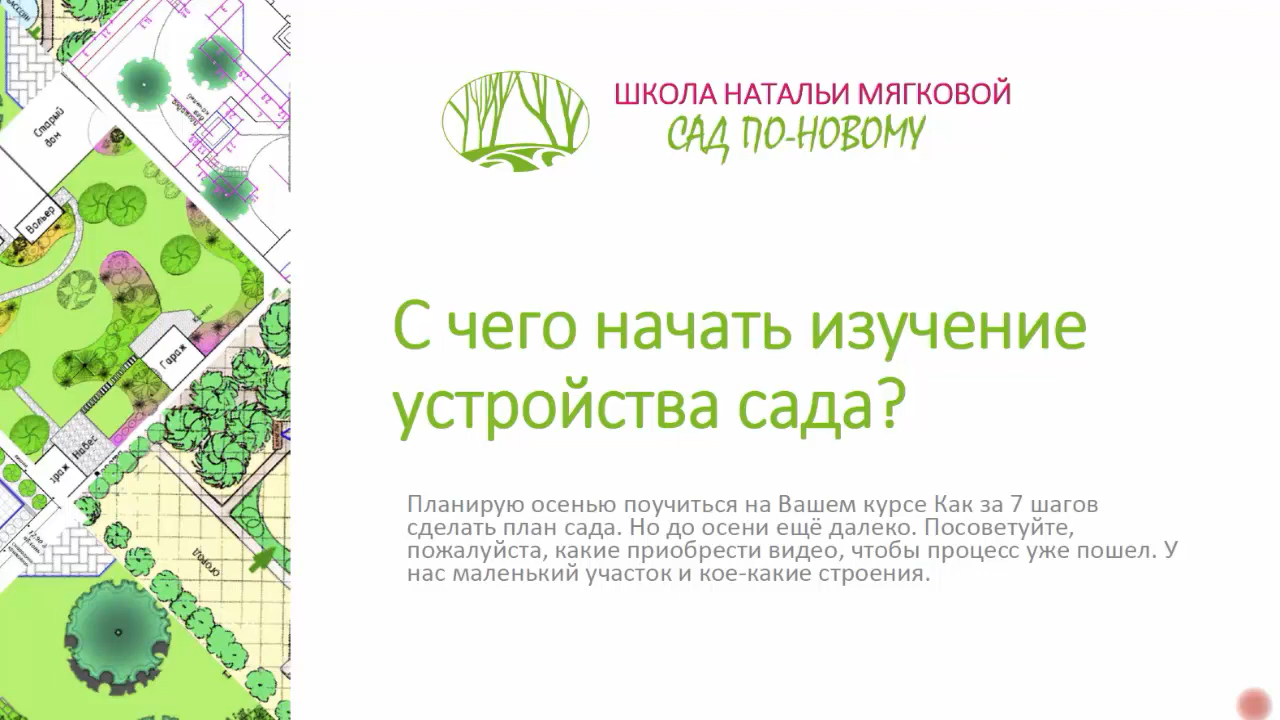 ШКОЛА НАТАЛЬИ МЯГКОВОЙ
САД ПО-НОВОМУ
С чего начать изучение
устройства сада?
Планирую осенью поучиться на Вашем курсе Как за 7 шагов
сделать план сада. Но до осени ещё далеко. Посоветуйте,
пожалуйста, какие приобрести видео, чтобы процесс уже пошел. У
нас маленький участок и кое-какие строения.
Старый
дом
Вольер
Гараж
Навес
огород